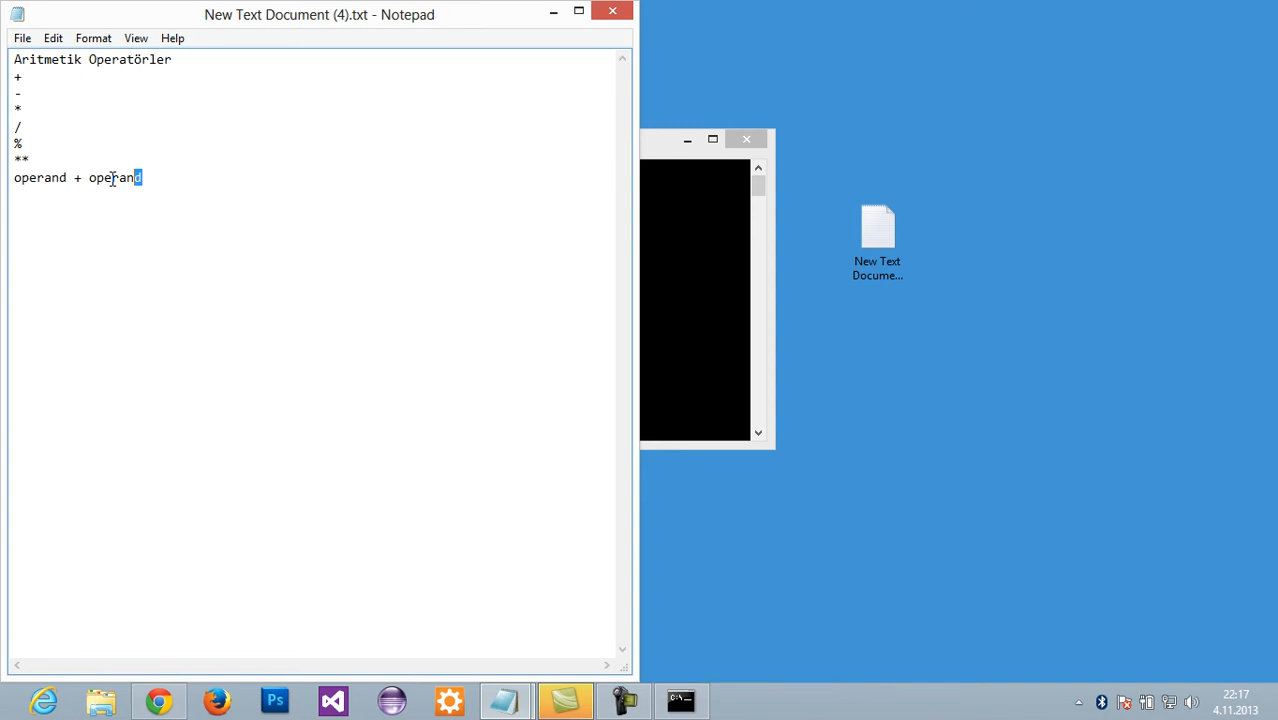 New Text Document (4).txt - Notepad
File Edit Format View Help
Aritmetik Operatörler
+
-
*
/
%
**
operand + operand
New Text
Docume...
Ps
C:\
22:17
4.11.2013